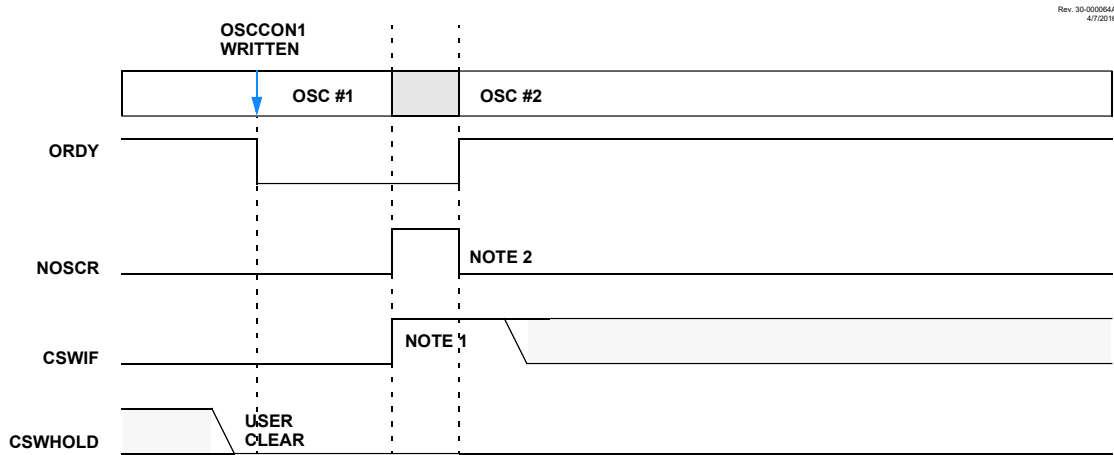 Rev. 30-000064A
4/7/2016
OSCCON1
WRITTEN
OSC #1
OSC #2
ORDY
NOSCR
NOTE 2
CSWIF
NOTE 1
CSWHOLD
USER
CLEAR